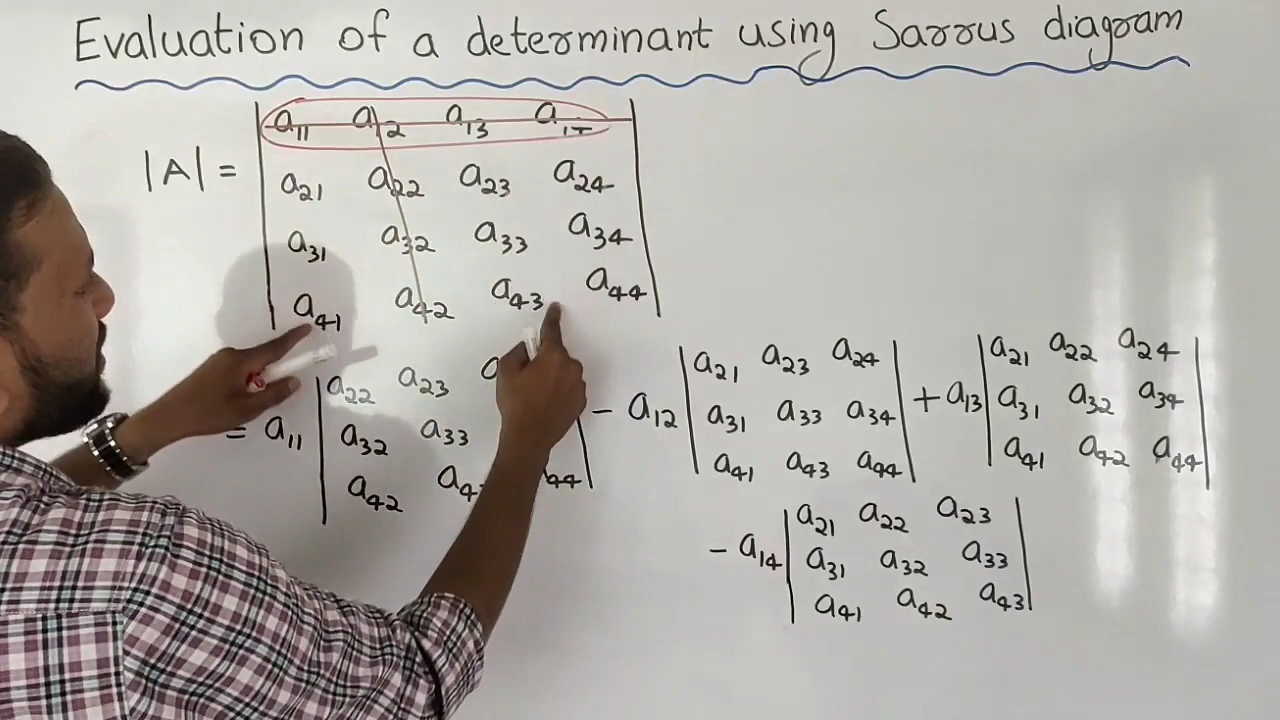 Evaluation of a determinant using Sarrus diagram
a11 a12 a13 a1
|A| = a21 a22 a23 a24
a31 a32 a33 a34
a41 a42 a43 a44
= a11 | a22 a23 a
a32 a33
a42 a4 44 |
- a12 | a21 a23 a24
a31 a33 a34
a41 a43 a44 |
+ a13 | a21 a22 a24
a31 a32 a34
a41 a42 a44 |
- a14 | a21 a22 a23
a31 a32 a33
a41 a42 a43 |